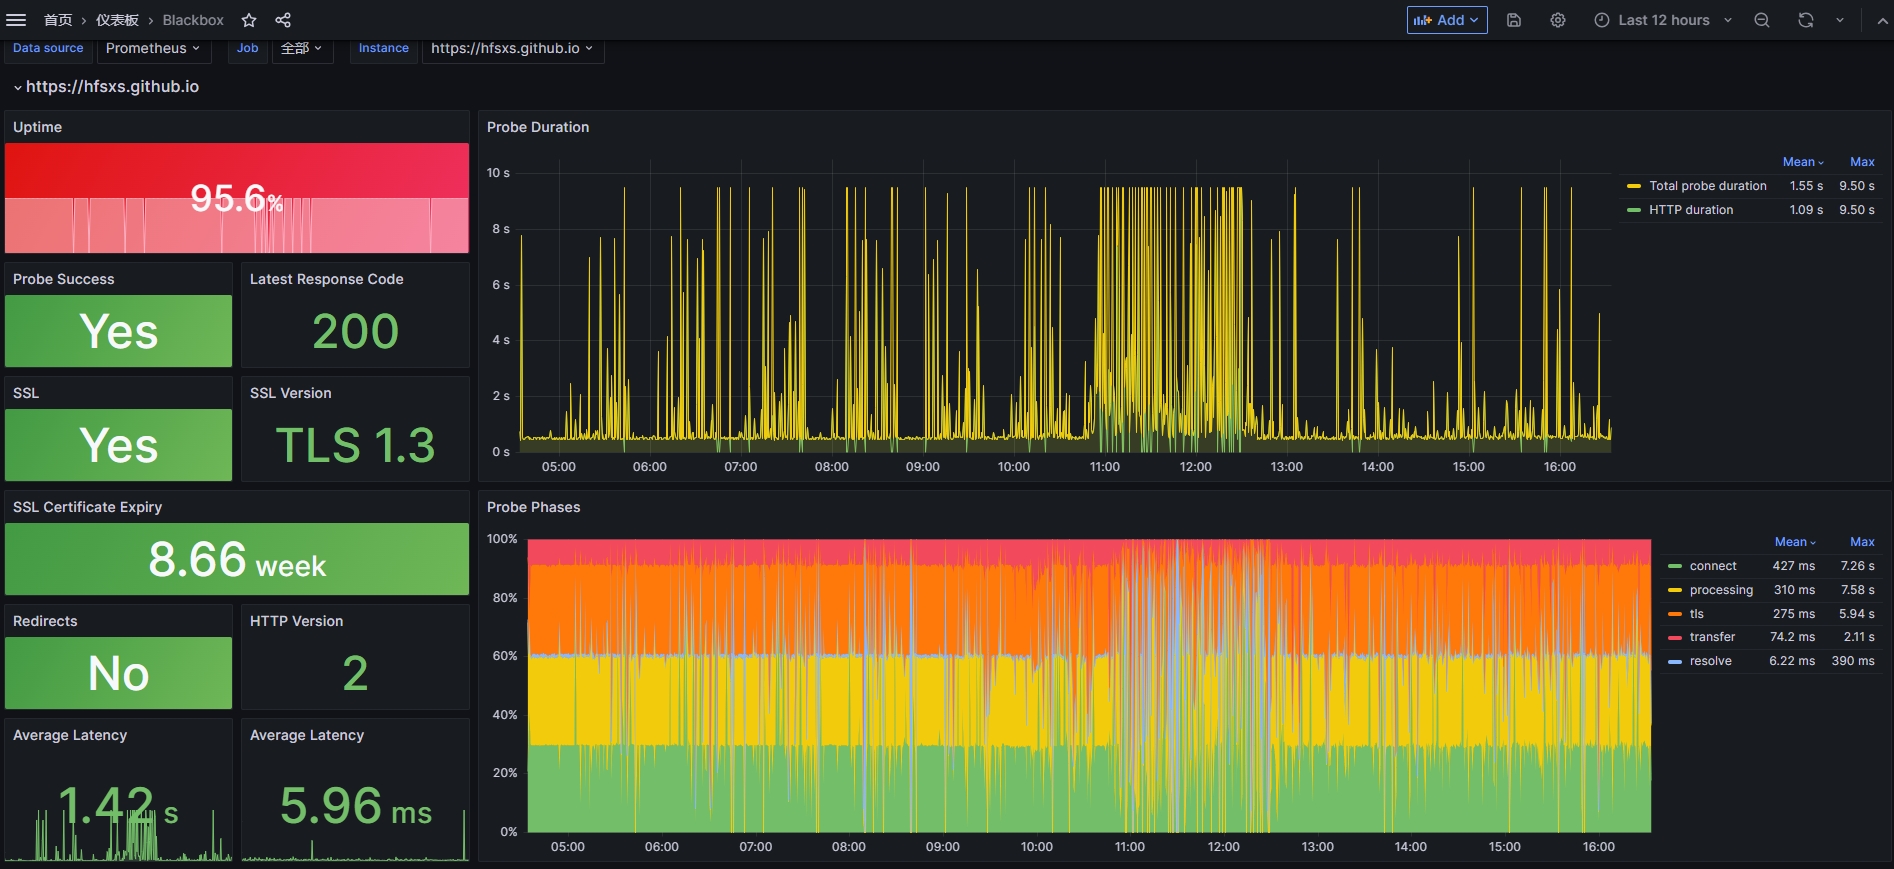 首页 › 仪表板 › Blackbox
Add
Last 12 hours
Data source Prometheus Job 全部 Instance https://hfsxs.github.io
https://hfsxs.github.io
Uptime
95.6%
Probe Success
Yes
Latest Response Code
200
SSL
Yes
SSL Version
TLS 1.3
SSL Certificate Expiry
8.66 week
Redirects
No
HTTP Version
2
Average Latency
1.42 s
Average Latency
5.96 ms
Probe Duration
10 s
8 s
6 s
4 s
2 s
0 s
05:00 06:00 07:00 08:00 09:00 10:00 11:00 12:00 13:00 14:00 15:00 16:00
Mean Max
Total probe duration 1.55 s 9.50 s
HTTP duration 1.09 s 9.50 s
Probe Phases
100%
80%
60%
40%
20%
0%
05:00 06:00 07:00 08:00 09:00 10:00 11:00 12:00 13:00 14:00 15:00 16:00
Mean Max
connect 427 ms 7.26 s
processing 310 ms 7.58 s
tls 275 ms 5.94 s
transfer 74.2 ms 2.11 s
resolve 6.22 ms 390 ms